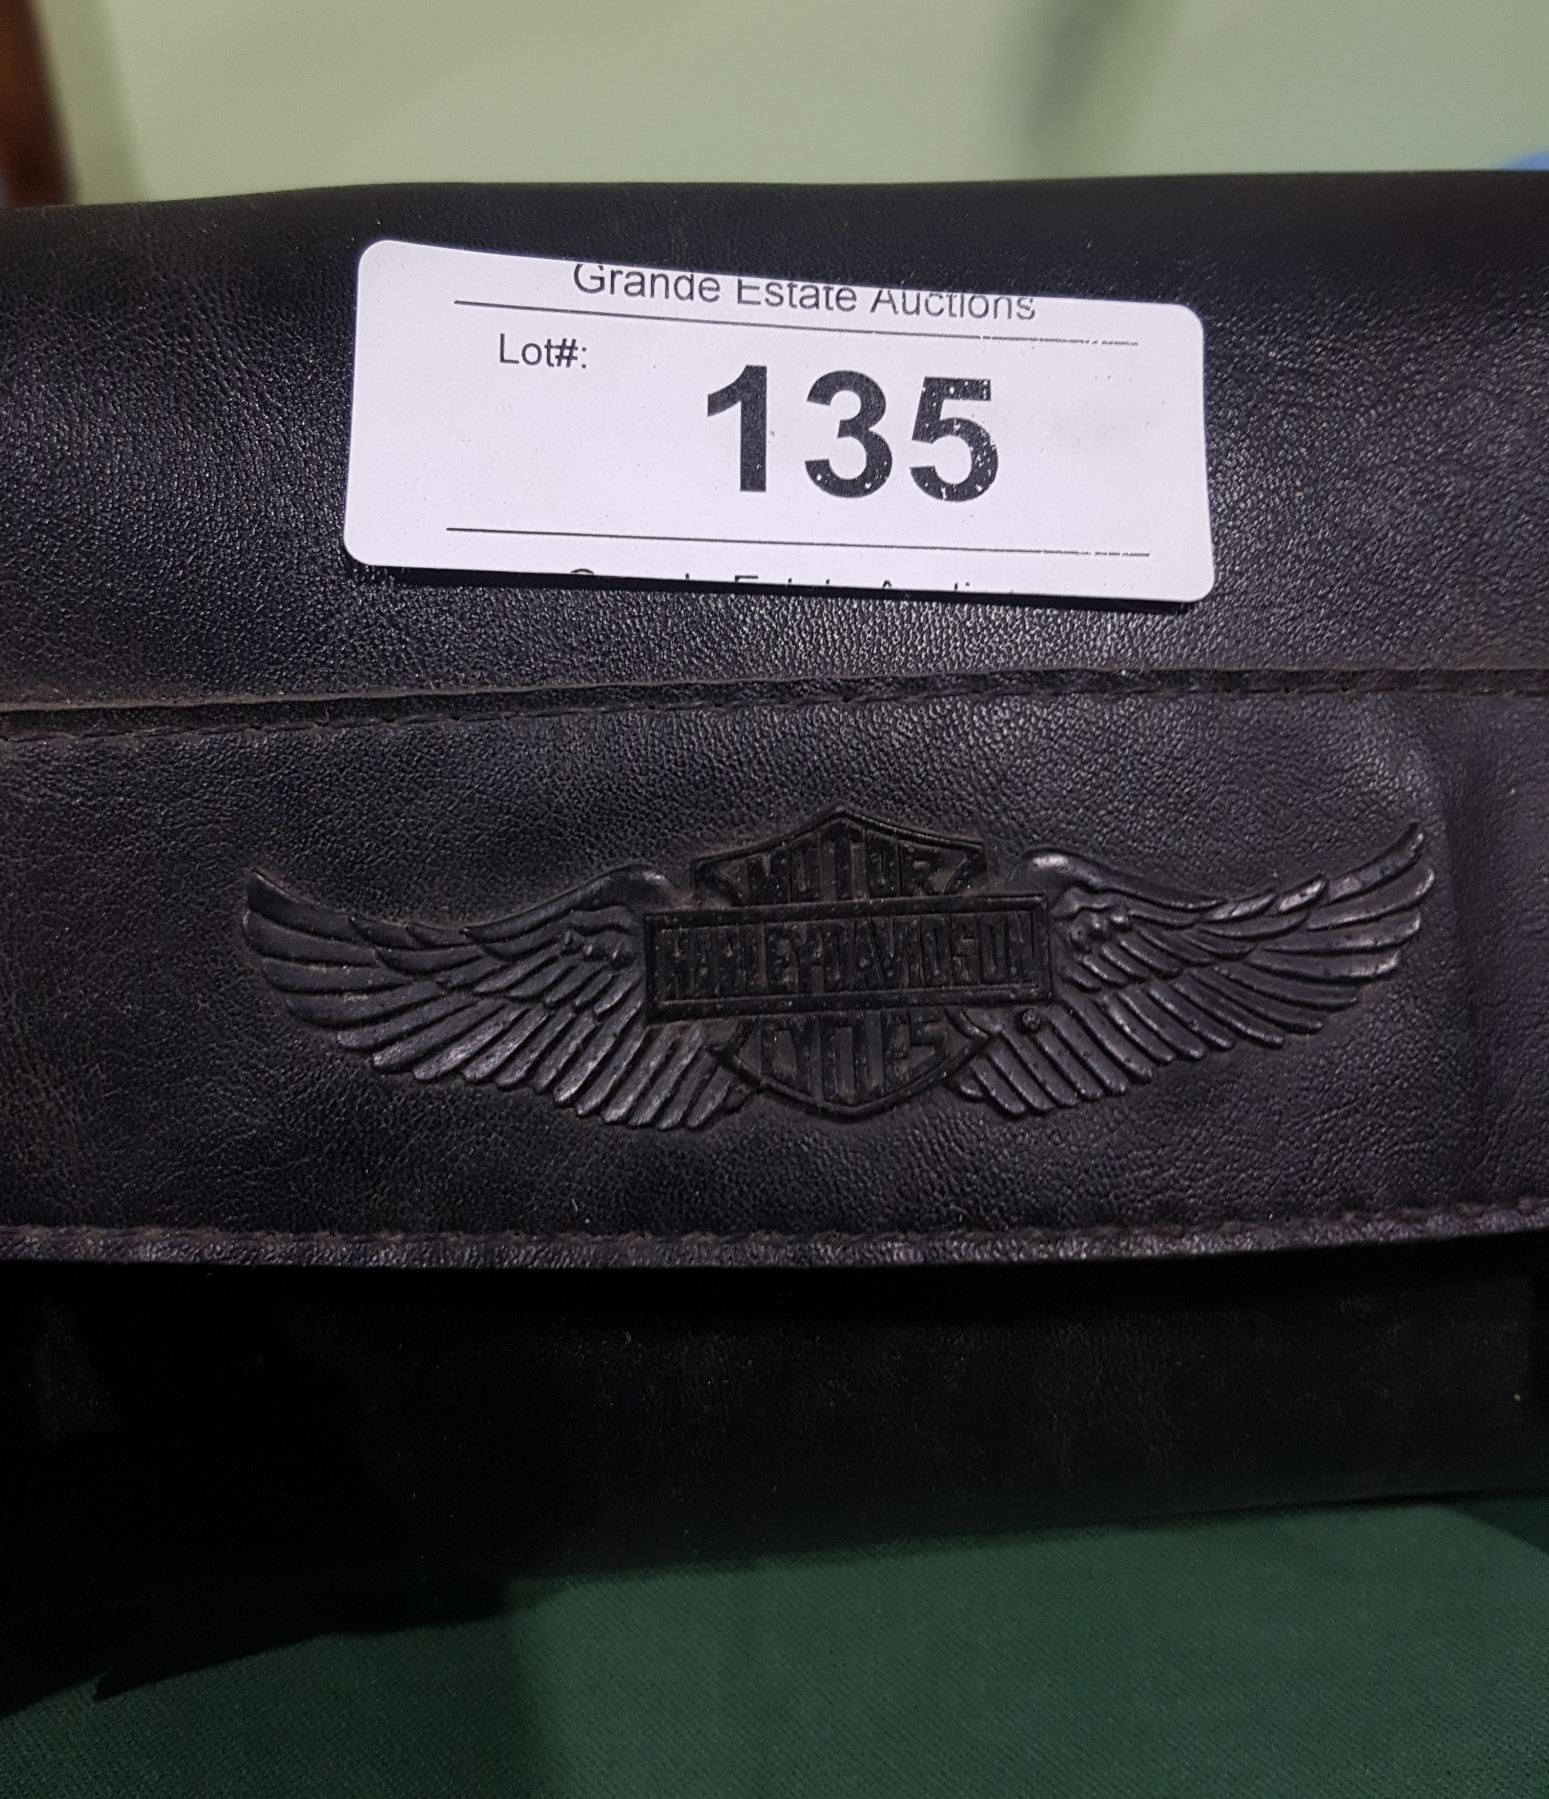 Grande Estate Auctions
Lot#:
135
MOTOR
HARLEY-DAVIDSON
CYCLES
®